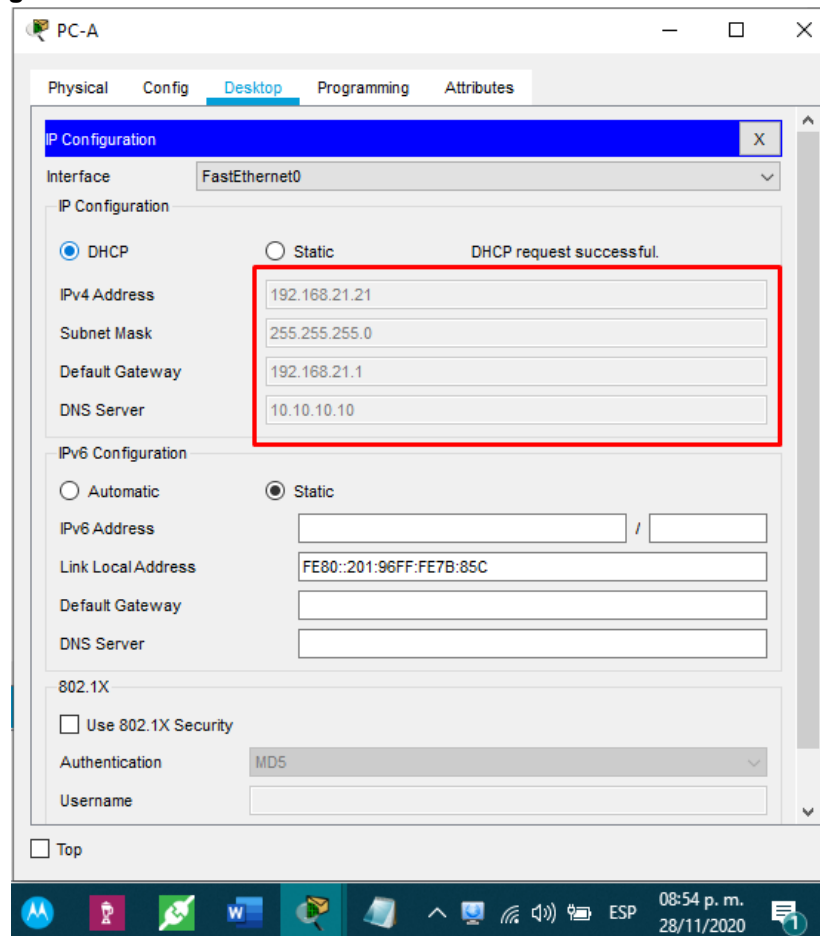 g
PC-A
Physical Config Desktop Programming Attributes
IP Configuration X
Interface FastEthernet0
IP Configuration
DHCP Static DHCP request successful.
IPv4 Address 192.168.21.21
Subnet Mask 255.255.255.0
Default Gateway 192.168.21.1
DNS Server 10.10.10.10
IPv6 Configuration
Automatic Static
IPv6 Address /
Link Local Address FE80::201:96FF:FE7B:85C
Default Gateway
DNS Server
802.1X
Use 802.1X Security
Authentication MD5
Username
Top
W ESP 08:54 p. m.
28/11/2020 1